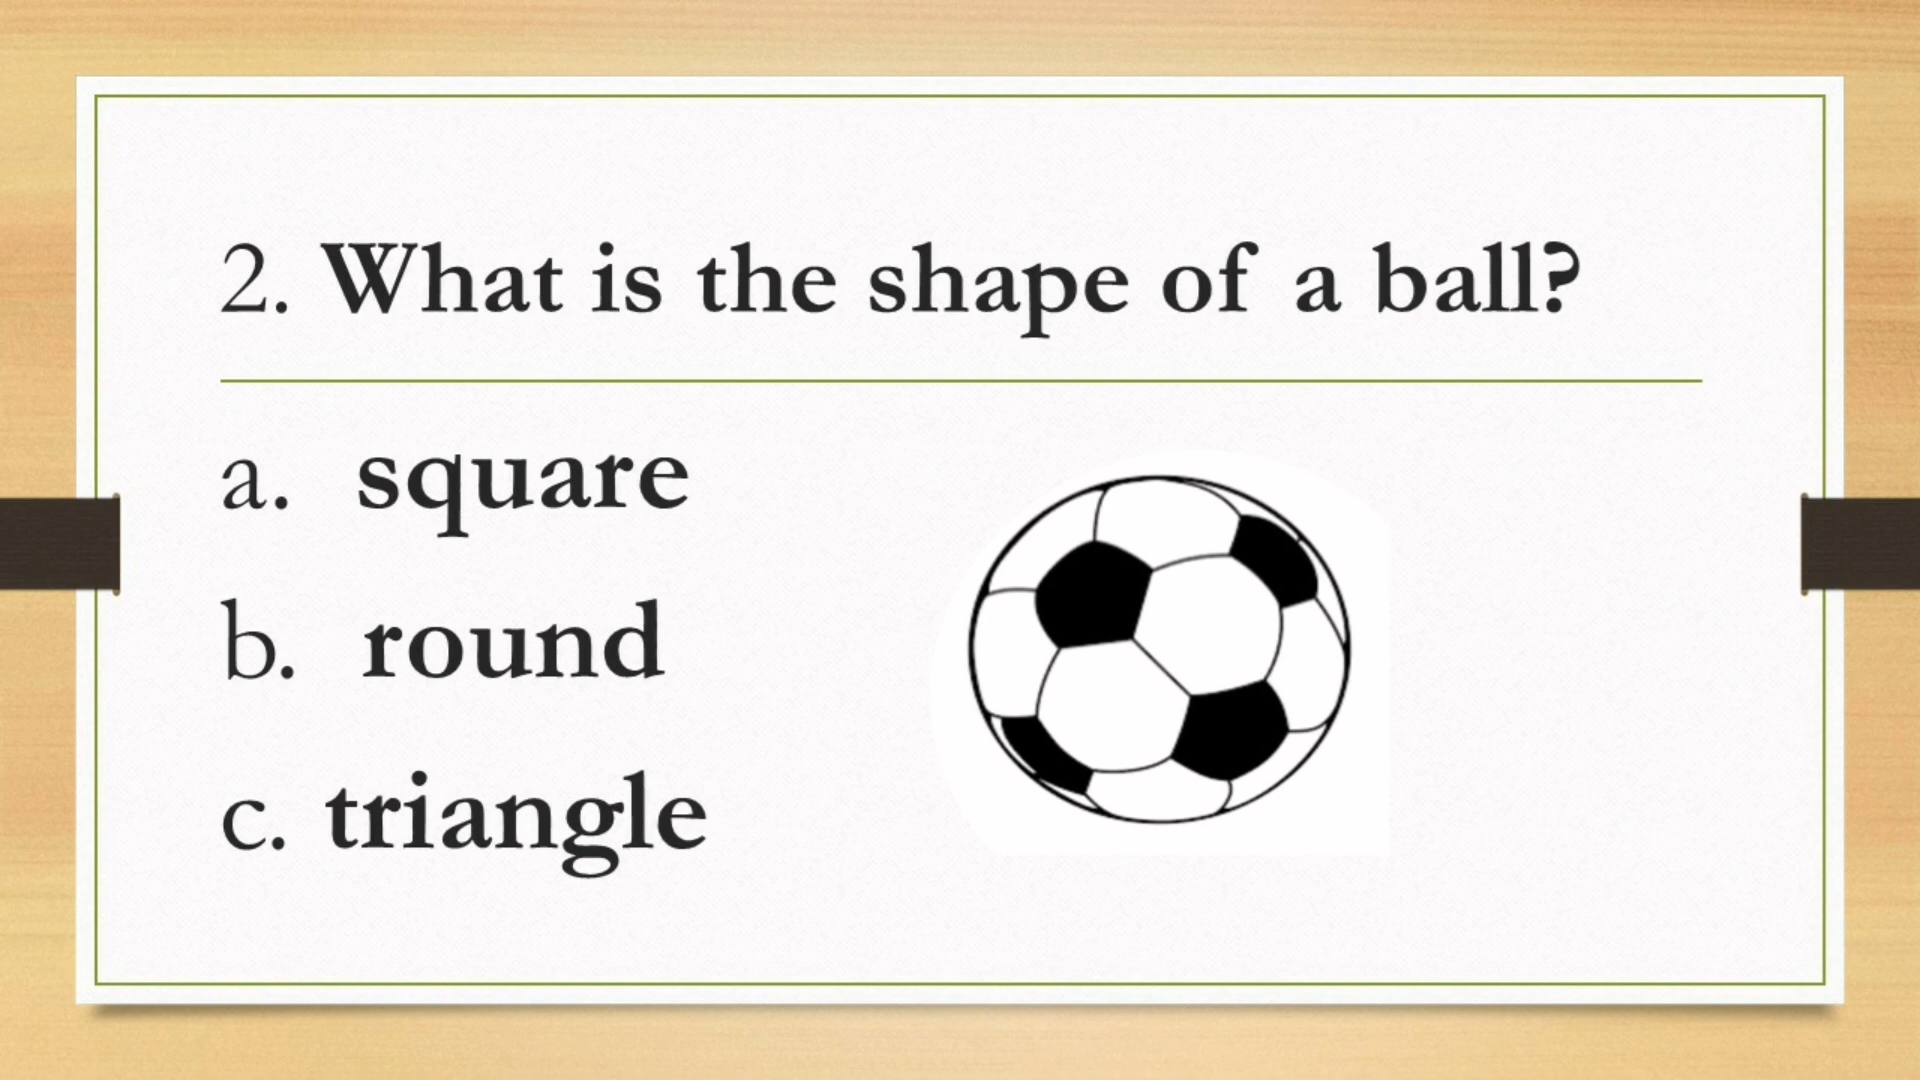 2. What is the shape of a ball?
a. square
b. round
c. triangle